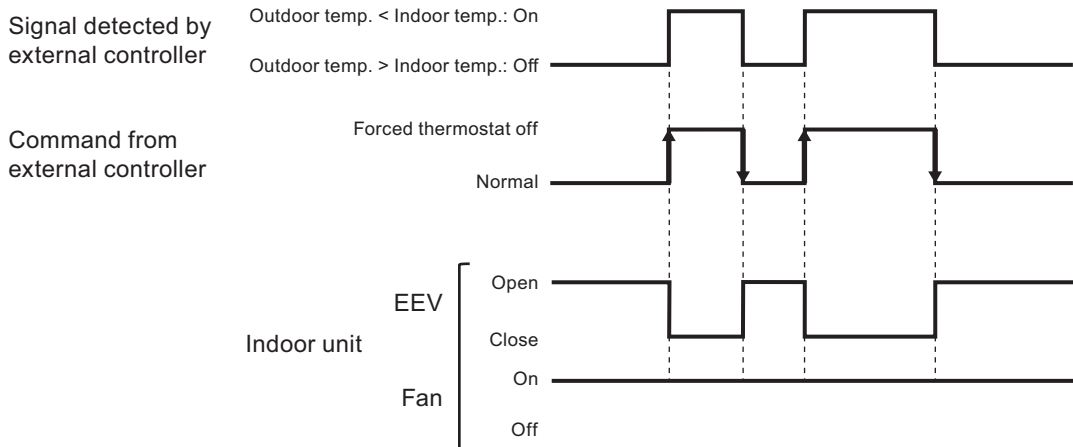 Signal detected by
external controller
Outdoor temp. < Indoor temp.: On
Outdoor temp. > Indoor temp.: Off
Command from
external controller
Forced thermostat off
Normal
Indoor unit
EEV
Open
Close
Fan
On
Off